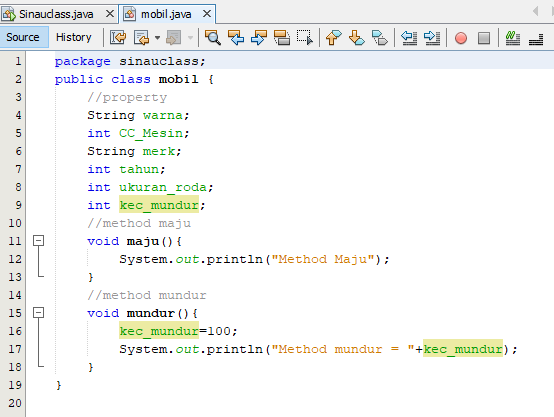 Sinauclass.java mobil.java
Source History
1 package sinauclass;
2 public class mobil {
3 //property
4 String warna;
5 int CC_Mesin;
6 String merk;
7 int tahun;
8 int ukuran_roda;
9 int kec_mundur;
10 //method maju
11 void maju(){
12 System.out.println("Method Maju");
13 }
14 //method mundur
15 void mundur(){
16 kec_mundur=100;
17 System.out.println("Method mundur = "+kec_mundur);
18 }
19 }
20